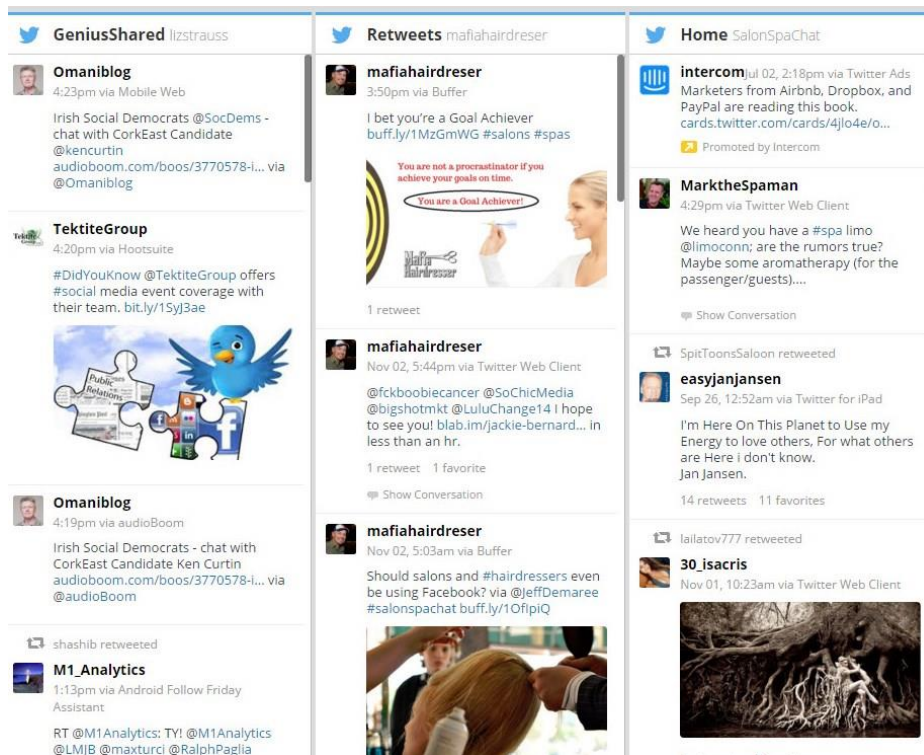 GeniusShared lizstrauss
Omaniblog
4:23pm via Mobile Web
Irish Social Democrats @SocDems -
chat with CorkEast Candidate
@kencurtin
audioboom.com/boos/3770578-i... via
@Omaniblog
TektiteGroup
4:20pm via Hootsuite
#DidYouKnow @TektiteGroup offers
#social media event coverage with
their team. bit.ly/1SyJ3ae
Public
Relations
Omaniblog
4:19pm via audioBoom
Irish Social Democrats - chat with
CorkEast Candidate Ken Curtin
audioboom.com/boos/3770578-i... via
@audioBoom
shashib retweeted
M1_Analytics
1:13pm via Android Follow Friday
Assistant
RT @M1Analytics: TY! @M1Analytics
@LMJB @maxturci @RalphPaglia
Retweets mafiahairdreser
mafiahairdreser
3:50pm via Buffer
I bet you're a Goal Achiever
buff.ly/1MzGmWG #salons #spas
You are not a procrastinator if you
achieve your goals on time.
You are a Goal Achiever!
Mafia
Hairdresser
1 retweet
mafiahairdreser
Nov 02, 5:44pm via Twitter Web Client
@fckboobiecancer @SoChicMedia
@bigshotmkt @LuluChange14 I hope
to see you! blab.im/jackie-bernard... in
less than an hr.
1 retweet 1 favorite
Show Conversation
mafiahairdreser
Nov 02, 5:03am via Buffer
Should salons and #hairdressers even
be using Facebook? via @JeffDemaree
#salonspachat buff.ly/1OfIpiQ
Home SalonSpaChat
intercom Jul 02, 2:18pm via Twitter Ads
Marketers from Airbnb, Dropbox, and
PayPal are reading this book.
cards.twitter.com/cards/4jlo4e/o...
Promoted by Intercom
MarktheSpaman
4:29pm via Twitter Web Client
We heard you have a #spa limo
@limoconn; are the rumors true?
Maybe some aromatherapy (for the
passenger/guests)....
Show Conversation
SpitToonsSaloon retweeted
easyjanjansen
Sep 26, 12:52am via Twitter for iPad
I'm Here On This Planet to Use my
Energy to love others, For what others
are Here i don't know.
Jan Jansen.
14 retweets 11 favorites
lailatov777 retweeted
30_isacris
Nov 01, 10:23am via Twitter Web Client